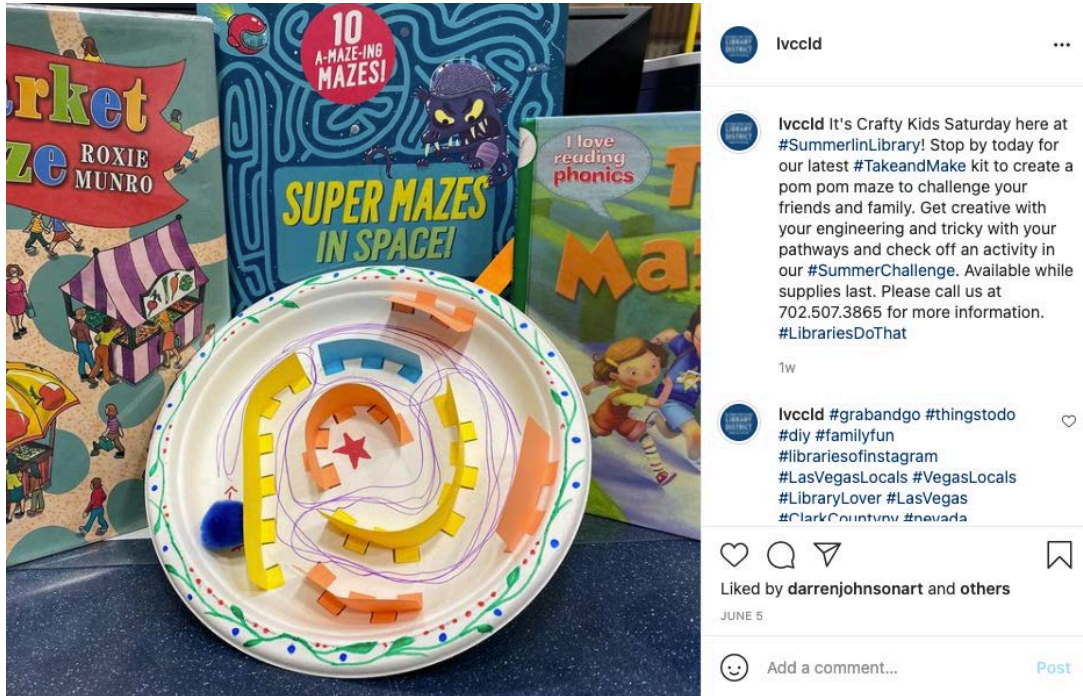 rket
ze ROXIE
MUNRO
10
A-MAZE-ING
MAZES!
SUPER MAZES
IN SPACE!
I love
reading
phonics
T
Ma
lvccld
LIBRARY
DISTRICT
lvccld It's Crafty Kids Saturday here at
#SummerlinLibrary! Stop by today for
our latest #TakeandMake kit to create a
pom pom maze to challenge your
friends and family. Get creative with
your engineering and tricky with your
pathways and check off an activity in
our #SummerChallenge. Available while
supplies last. Please call us at
702.507.3865 for more information.
#LibrariesDoThat
1w
lvccld #grabandgo #thingstodo
#diy #familyfun
#librariesofinstagram
#LasVegasLocals #VegasLocals
#LibraryLover #LasVegas
#ClarkCountynv #nevada
Liked by darrenjohnsonart and others
JUNE 5
Add a comment... Post